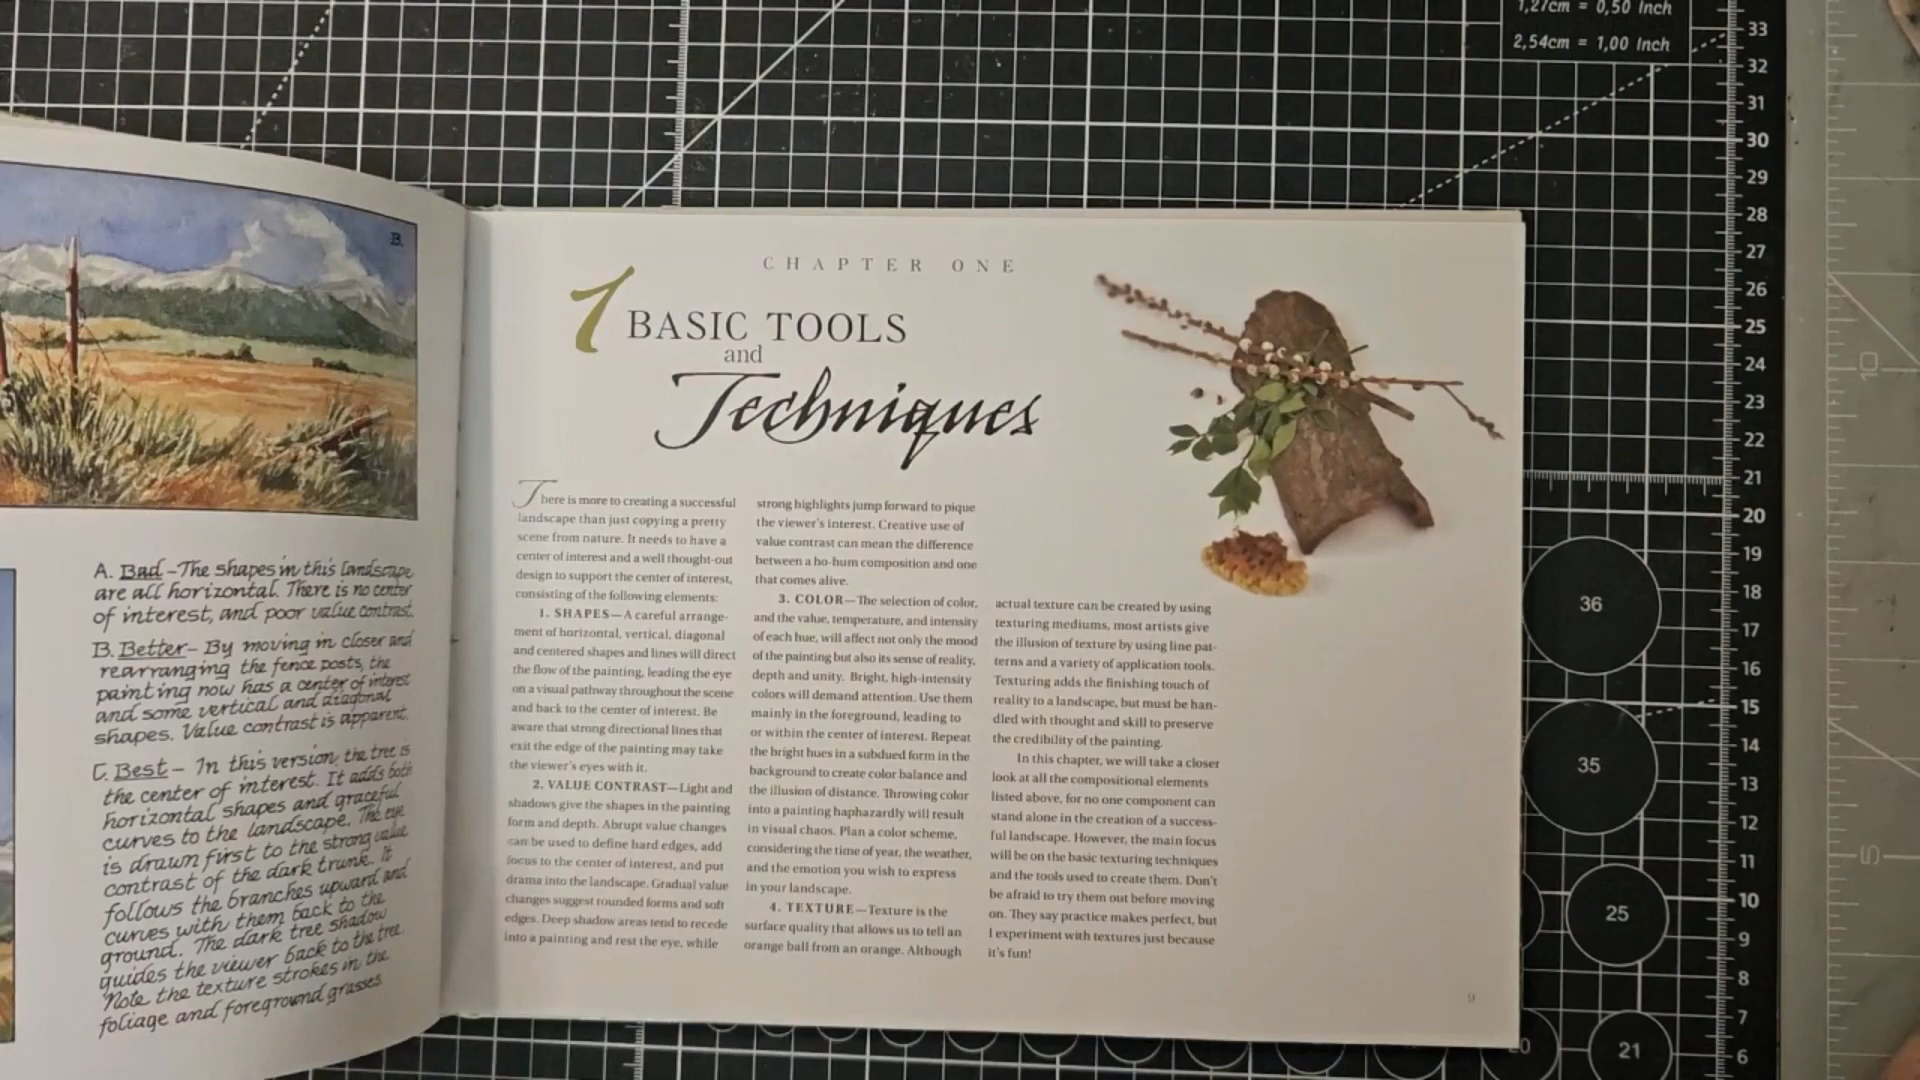 B.
A. Bad – The shapes in this landscape
are all horizontal. There is no center
of interest, and poor value contrast.
B. Better – By moving in closer and
rearranging the fence posts, the
painting now has a center of interest
and some vertical and diagonal
shapes. Value contrast is apparent.
C. Best – In this version, the tree is
the center of interest. It adds both
horizontal shapes and graceful
curves to the landscape. The eye
is drawn first to the strong value
contrast of the dark trunk. It
follows the branches upward and
curves with them back to the
ground. The dark tree shadow
guides the viewer back to the tree.
Note the texture strokes in the
foliage and foreground grasses.
CHAPTER ONE
1 BASIC TOOLS
and
Techniques
There is more to creating a successful
landscape than just copying a pretty
scene from nature. It needs to have a
center of interest and a well thought-out
design to support the center of interest,
consisting of the following elements:
1. SHAPES—A careful arrange-
ment of horizontal, vertical, diagonal
and centered shapes and lines will direct
the flow of the painting, leading the eye
on a visual pathway throughout the scene
and back to the center of interest. Be
aware that strong directional lines that
exit the edge of the painting may take
the viewer's eyes with it.
2. VALUE CONTRAST—Light and
shadows give the shapes in the painting
form and depth. Abrupt value changes
can be used to define hard edges, add
focus to the center of interest, and put
drama into the landscape. Gradual value
changes suggest rounded forms and soft
edges. Deep shadow areas tend to recede
into a painting and rest the eye, while
strong highlights jump forward to pique
the viewer's interest. Creative use of
value contrast can mean the difference
between a ho-hum composition and one
that comes alive.
3. COLOR—The selection of color,
and the value, temperature, and intensity
of each hue, will affect not only the mood
of the painting but also its sense of reality,
depth and unity. Bright, high-intensity
colors will demand attention. Use them
mainly in the foreground, leading to
or within the center of interest. Repeat
the bright hues in a subdued form in the
background to create color balance and
the illusion of distance. Throwing color
into a painting haphazardly will result
in visual chaos. Plan a color scheme,
considering the time of year, the weather,
and the emotion you wish to express
in your landscape.
4. TEXTURE—Texture is the
surface quality that allows us to tell an
orange ball from an orange. Although
actual texture can be created by using
texturing mediums, most artists give
the illusion of texture by using line pat-
terns and a variety of application tools.
Texturing adds the finishing touch of
reality to a landscape, but must be han-
dled with thought and skill to preserve
the credibility of the painting.
In this chapter, we will take a closer
look at all the compositional elements
listed above, for no one component can
stand alone in the creation of a success-
ful landscape. However, the main focus
will be on the basic texturing techniques
and the tools used to create them. Don't
be afraid to try them out before moving
on. They say practice makes perfect, but
I experiment with textures just because
it's fun!
9
1,27cm = 0,50 Inch
2,54cm = 1,00 Inch
33
32
31
30
29
28
27
26
25
24
23
22
21
20
19
18
17
16
15
14
13
12
11
10
9
8
7
6
36
35
25
21
10
5